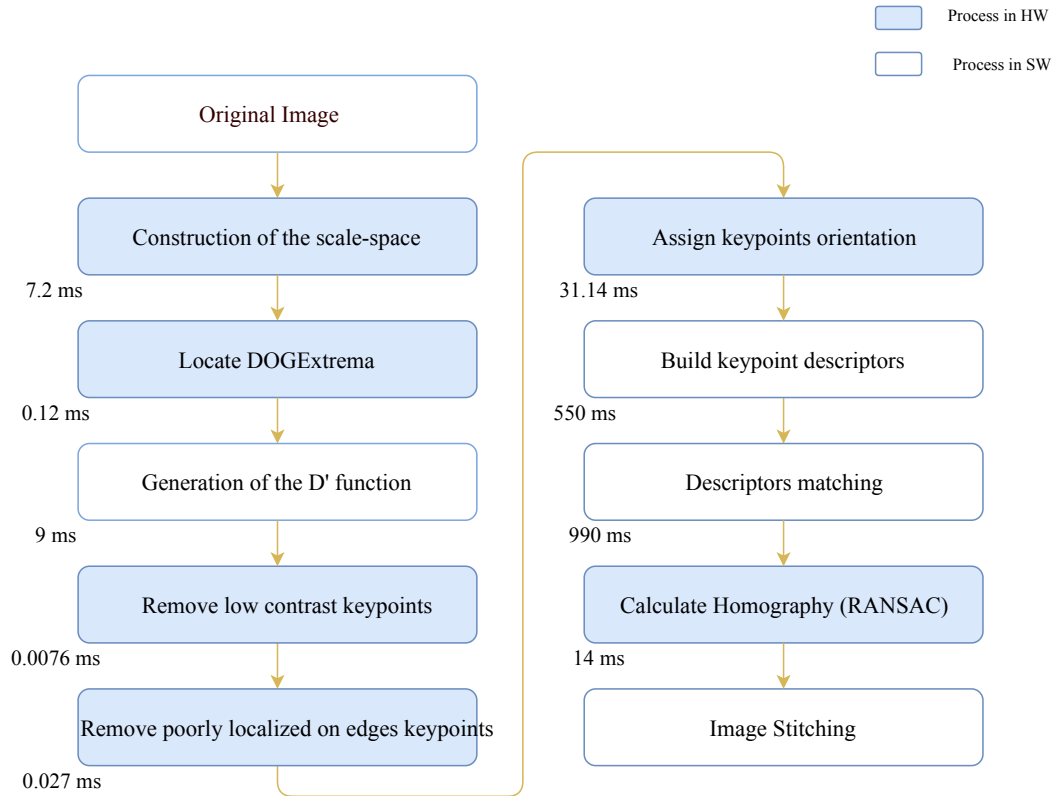 Process in HW
Process in SW
Original Image
Construction of the scale-space
7.2 ms
Locate DOGExtrema
0.12 ms
Generation of the D' function
9 ms
Remove low contrast keypoints
0.0076 ms
Remove poorly localized on edges keypoints
0.027 ms
Assign keypoints orientation
31.14 ms
Build keypoint descriptors
550 ms
Descriptors matching
990 ms
Calculate Homography (RANSAC)
14 ms
Image Stitching